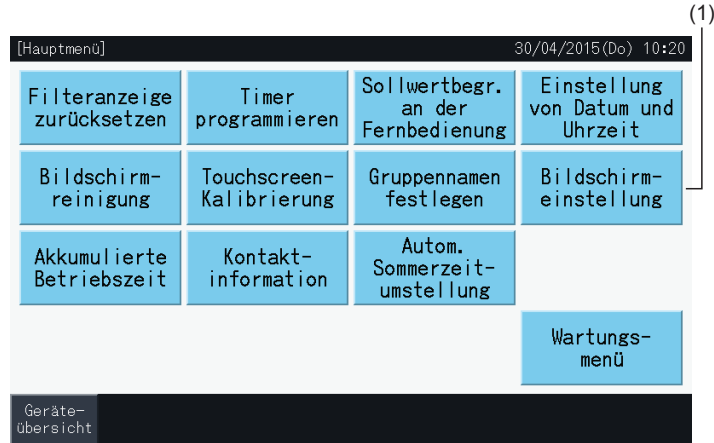 (1)
[Hauptmenü] 30/04/2015(Do) 10:20
Filteranzeige
zurücksetzen
Timer
programmieren
Sollwertbegr.
an der
Fernbedienung
Einstellung
von Datum und
Uhrzeit
Bildschirm-
reinigung
Touchscreen-
Kalibrierung
Gruppennamen
festlegen
Bildschirm-
einstellung
Akkumulierte
Betriebszeit
Kontakt-
information
Autom.
Sommerzeit-
umstellung
Wartungs-
menü
Geräte-
übersicht